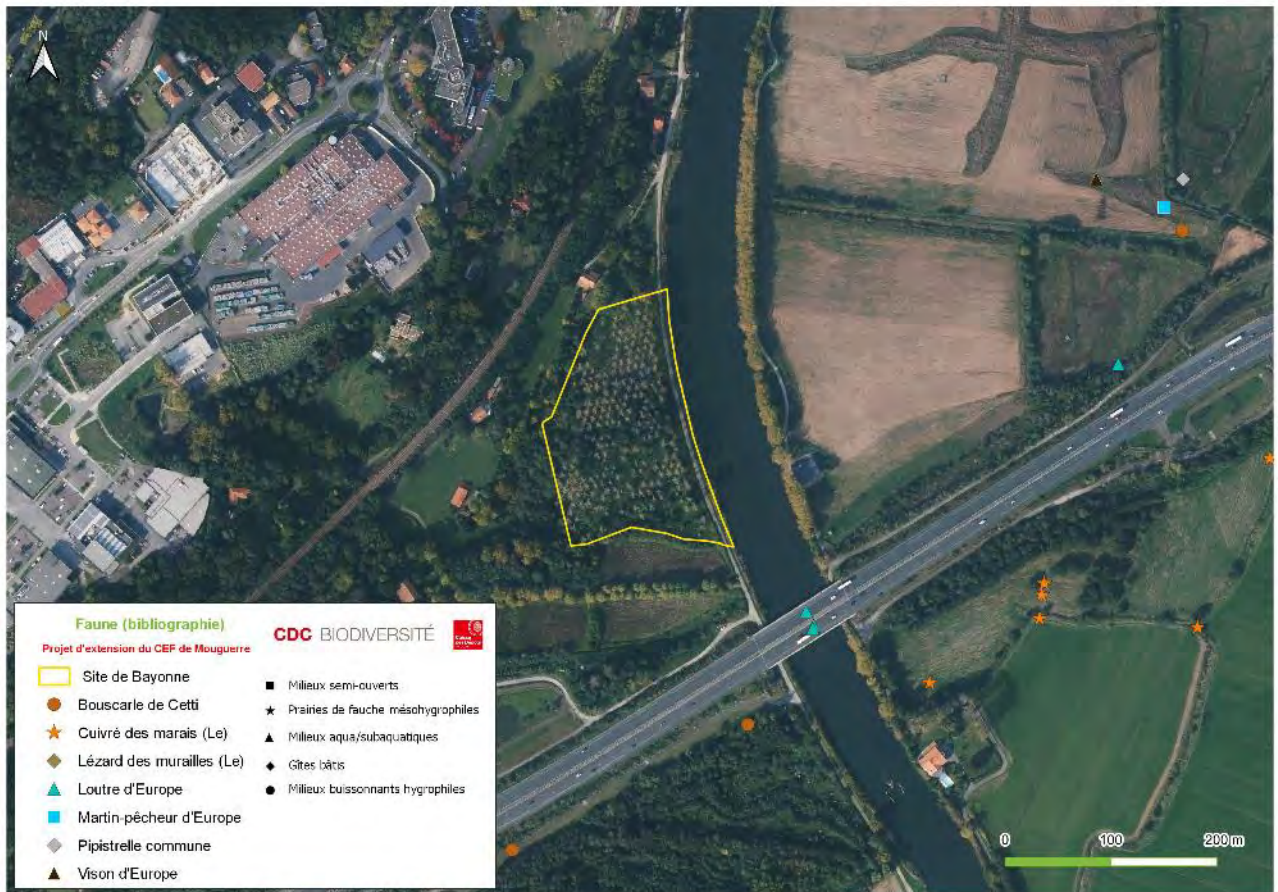 N
Faune (bibliographie)
CDC BIODIVERSITÉ
Projet d'extension du CEF de Mouguerre
Site de Bayonne
Bouscarle de Cetti
Cuivré des marais (Le)
Lézard des murailles (Le)
Loutre d'Europe
Martin-pêcheur d'Europe
Pipistrelle commune
Vison d'Europe
Milieux semi-ouverts
Prairies de fauche mésohygrophiles
Milieux aqua/subaquatiques
Gîtes bâtis
Milieux buissonnants hygrophiles
0 100 200 m